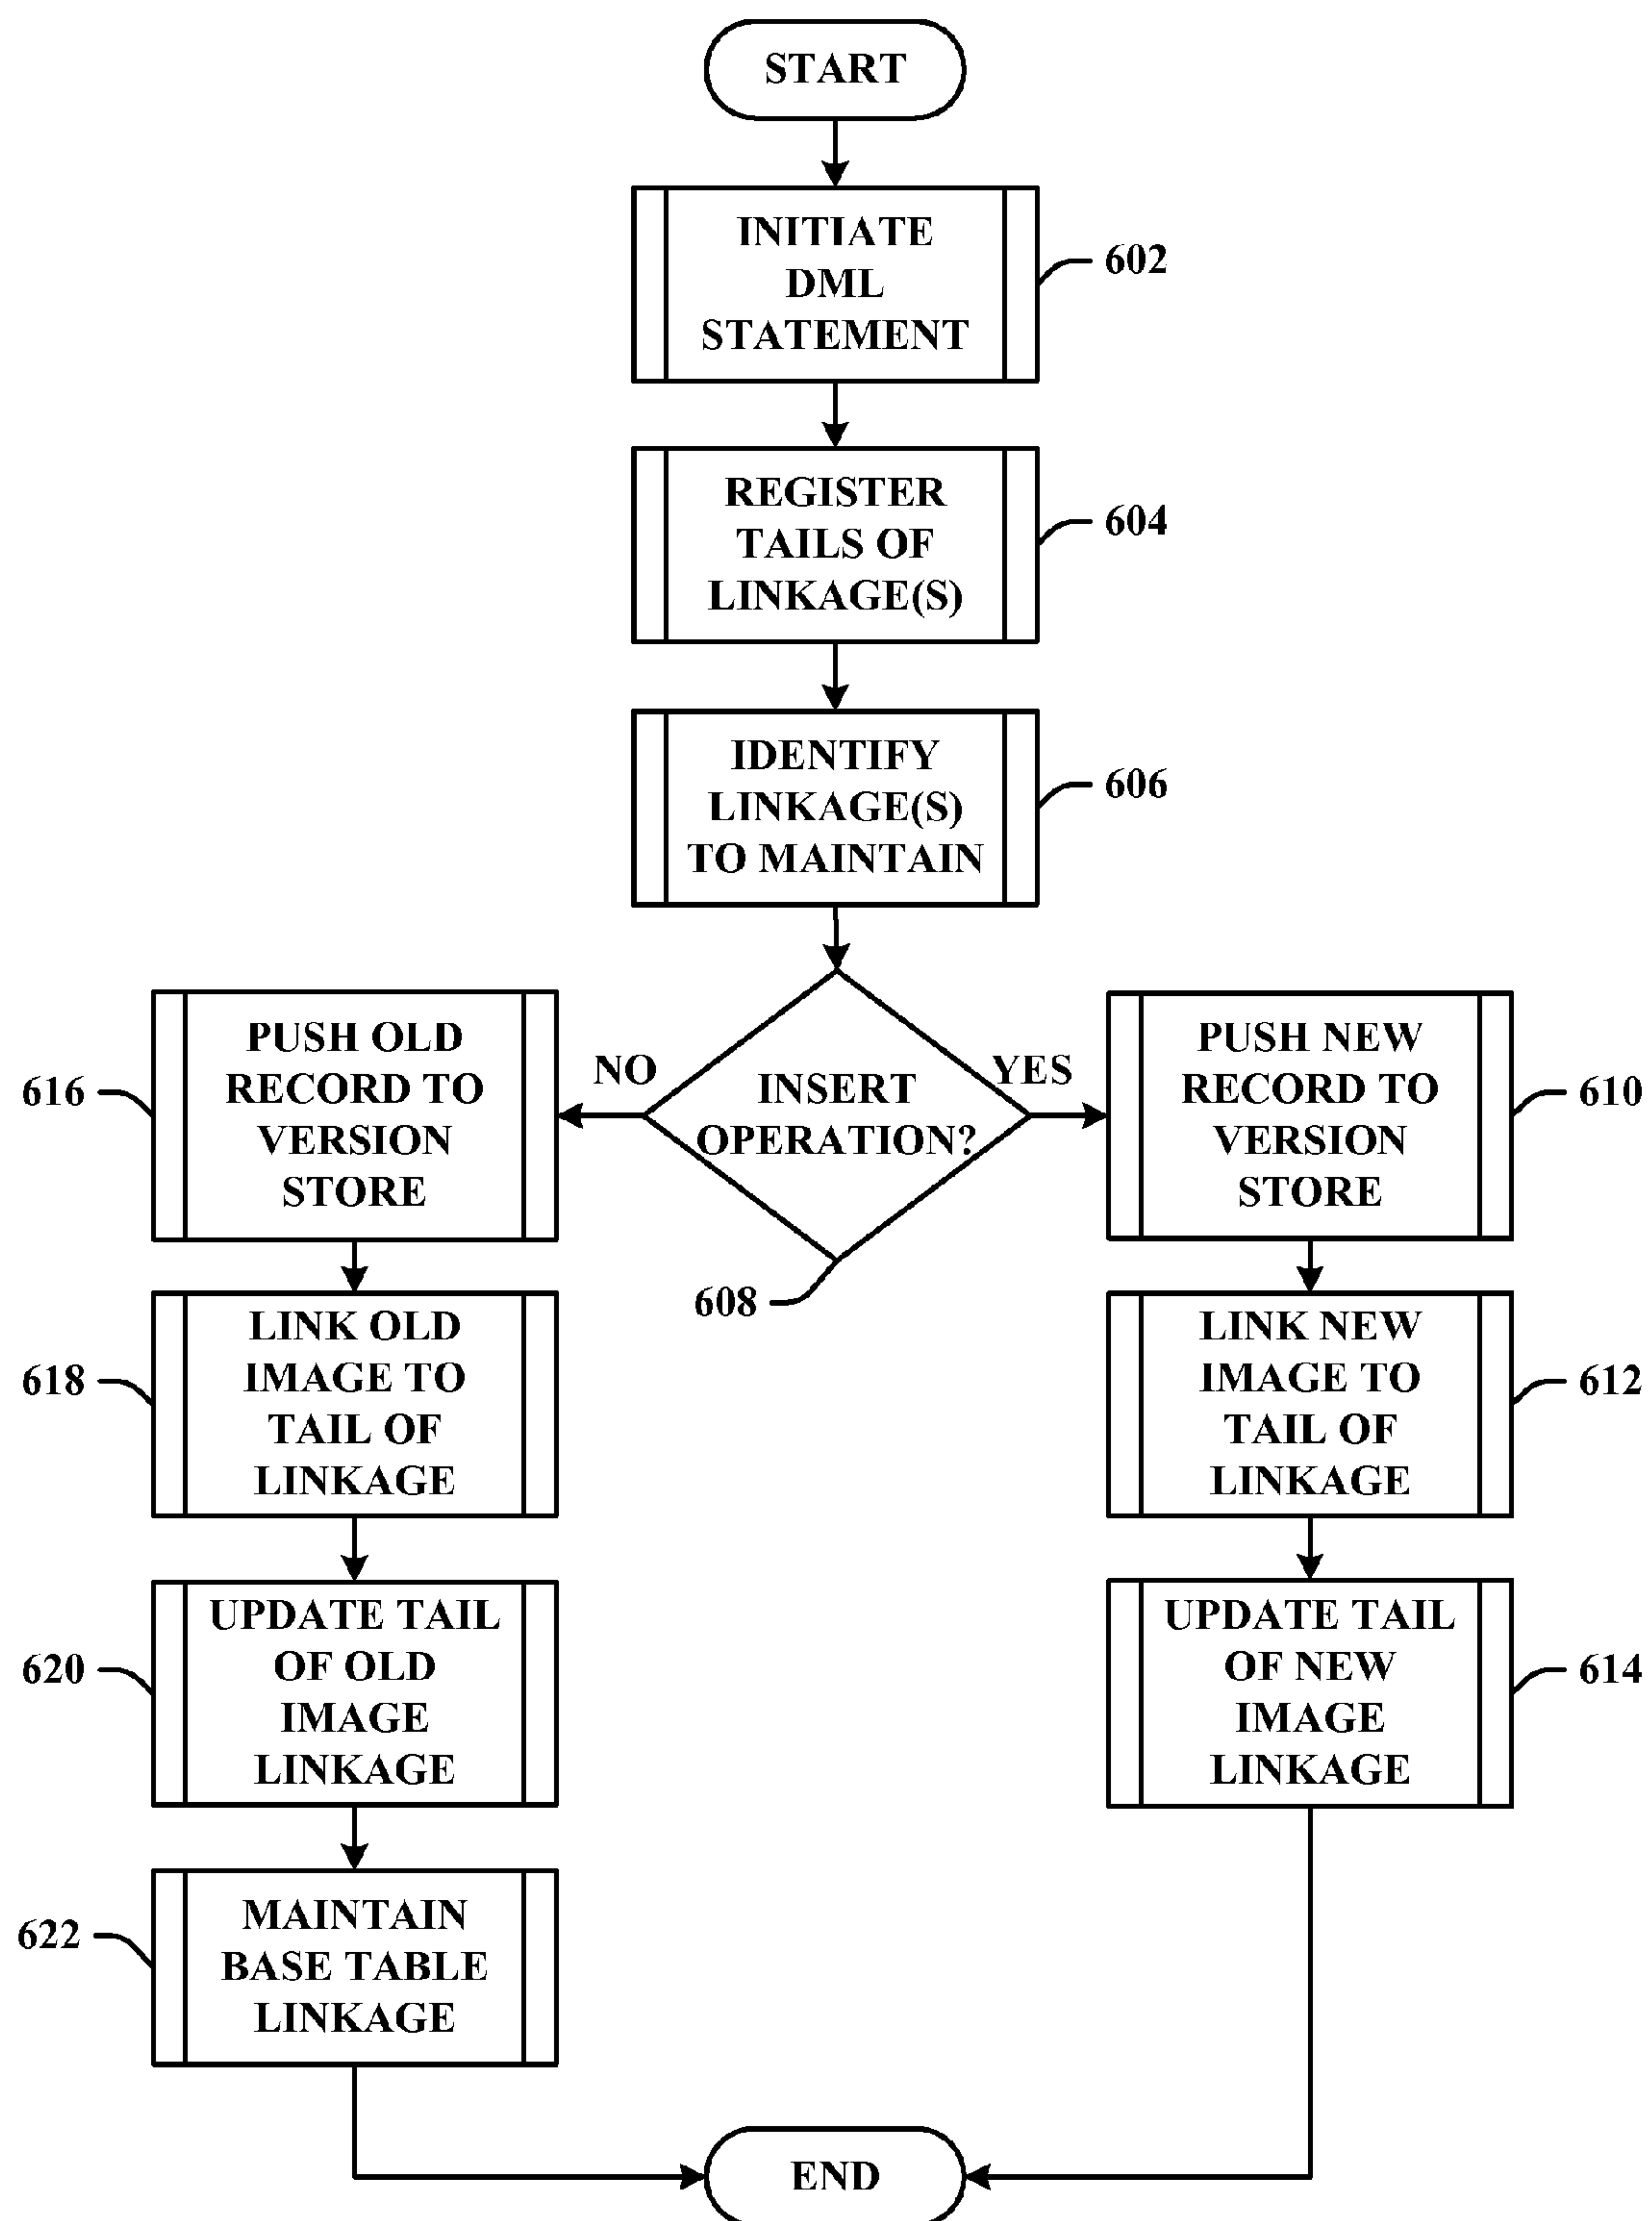 START
INITIATE
DML
STATEMENT
602
REGISTER
TAILS OF
LINKAGE(S)
604
IDENTIFY
LINKAGE(S)
TO MAINTAIN
606
INSERT
OPERATION?
608
NO
YES
PUSH OLD
RECORD TO
VERSION
STORE
616
LINK OLD
IMAGE TO
TAIL OF
LINKAGE
618
UPDATE TAIL
OF OLD
IMAGE
LINKAGE
620
MAINTAIN
BASE TABLE
LINKAGE
622
PUSH NEW
RECORD TO
VERSION
STORE
610
LINK NEW
IMAGE TO
TAIL OF
LINKAGE
612
UPDATE TAIL
OF NEW
IMAGE
LINKAGE
614
END